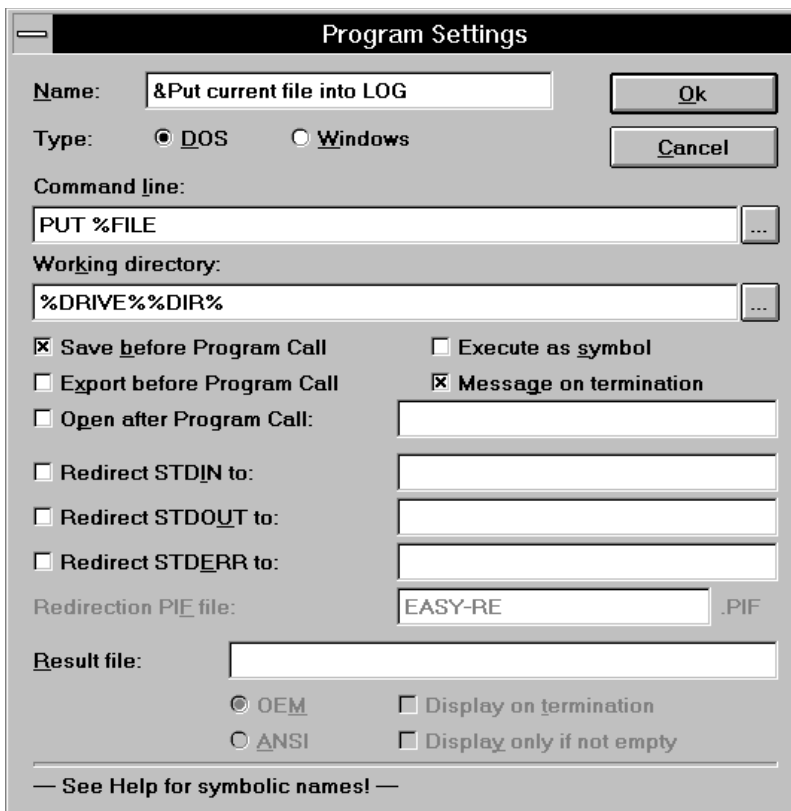 Program Settings
Name: &Put current file into LOG Ok
Type: DOS Windows Cancel
Command line:
PUT %FILE ...
Working directory:
%DRIVE%%DIR% ...
Save before Program Call Execute as symbol
Export before Program Call Message on termination
Open after Program Call:
Redirect STDIN to:
Redirect STDOUT to:
Redirect STDERR to:
Redirection PIF file: EASY-RE .PIF
Result file:
OEM Display on termination
ANSI Display only if not empty
— See Help for symbolic names! —